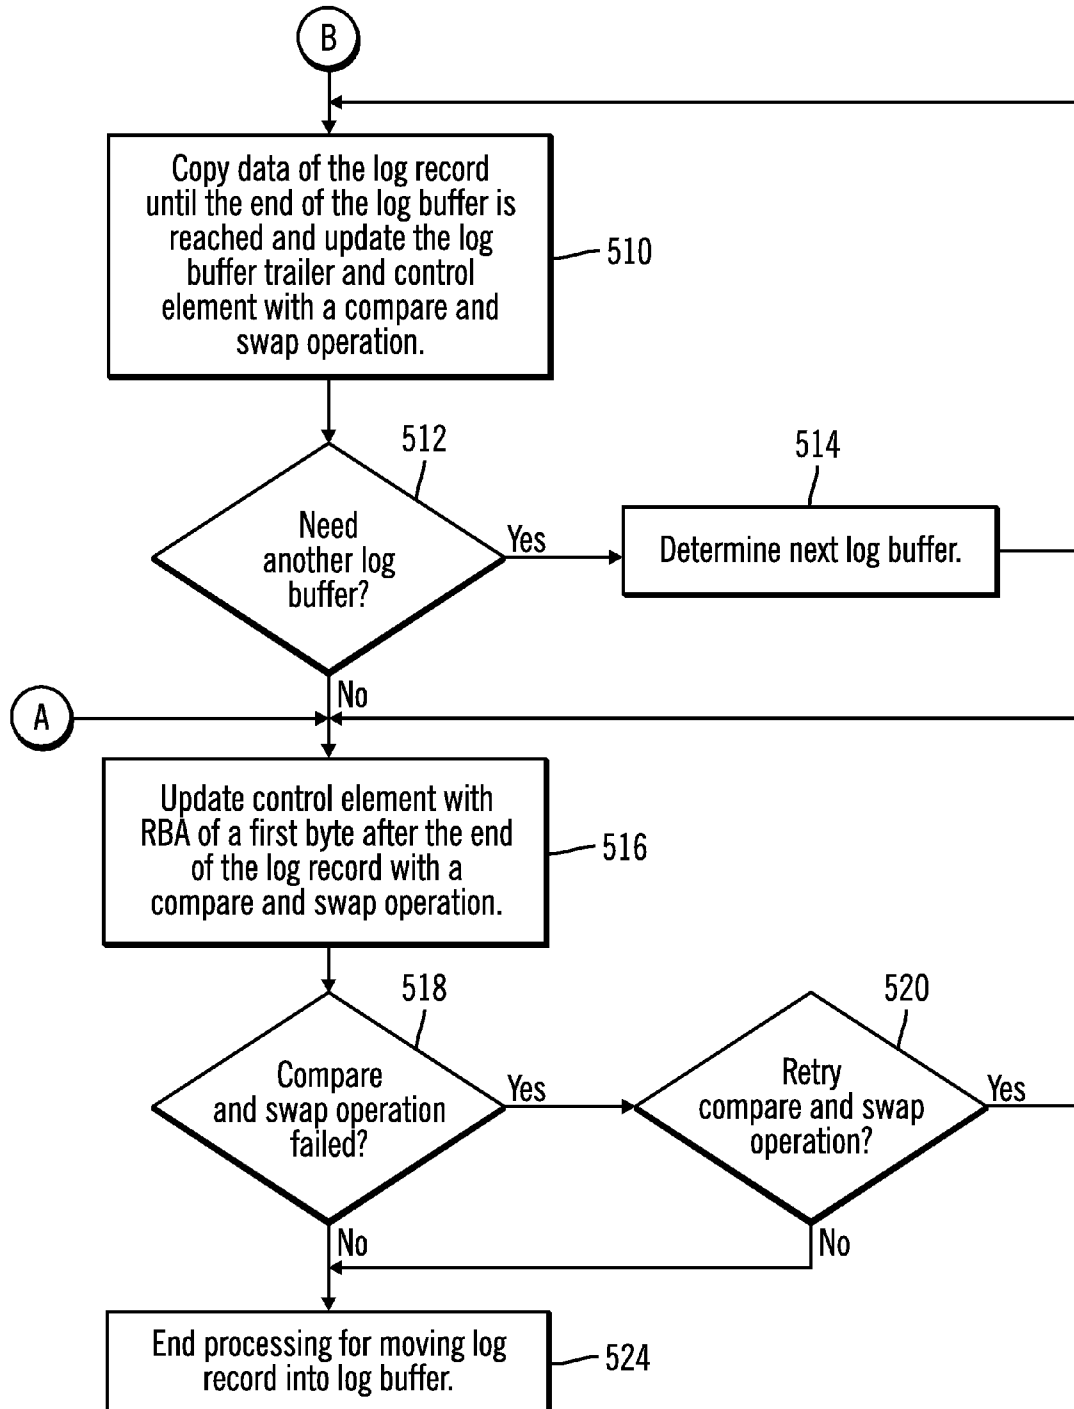 B
Copy data of the log record
until the end of the log buffer is
reached and update the log
buffer trailer and control
element with a compare and
swap operation.
510
512
Need
another log
buffer?
Yes
514
Determine next log buffer.
No
A
Update control element with
RBA of a first byte after the end
of the log record with a
compare and swap operation.
516
518
Compare
and swap operation
failed?
Yes
520
Retry
compare and swap
operation?
Yes
No
No
End processing for moving log
record into log buffer.
524